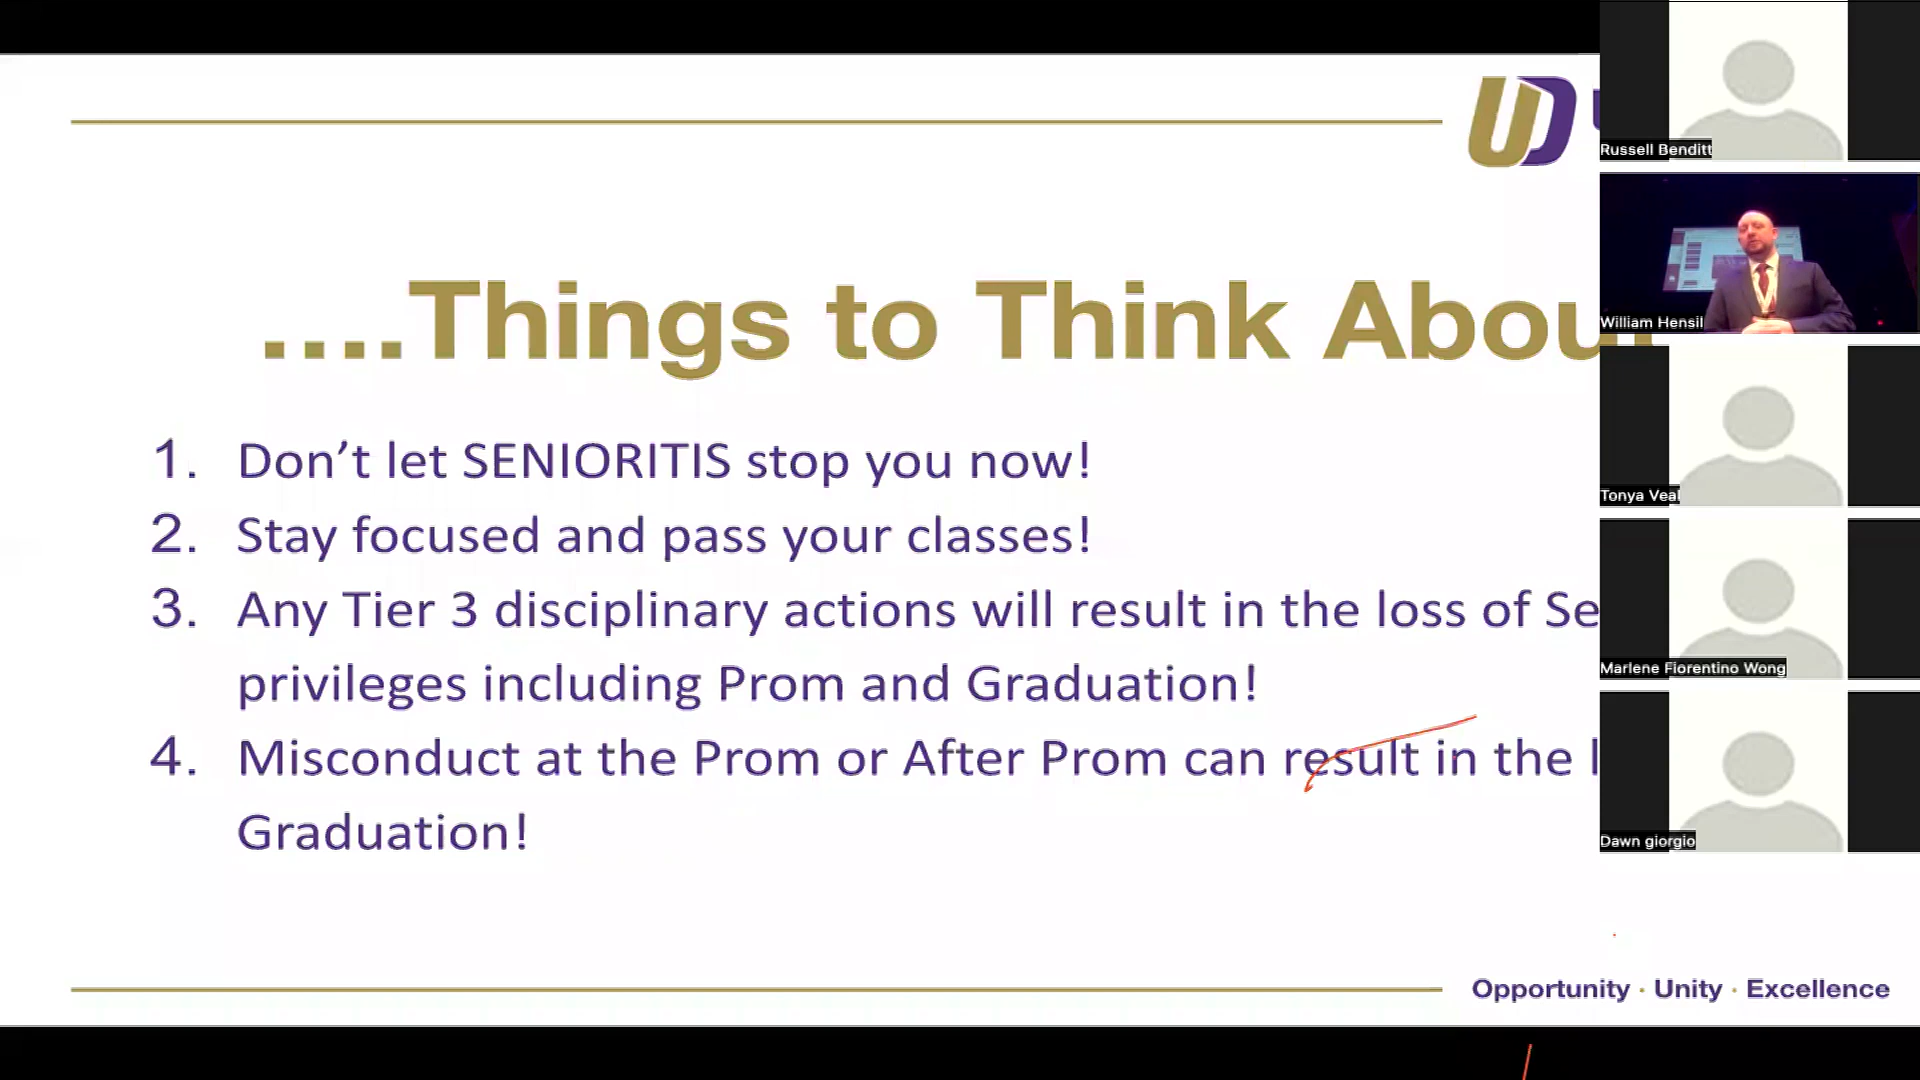 UD
....Things to Think About
1. Don’t let SENIORITIS stop you now!
2. Stay focused and pass your classes!
3. Any Tier 3 disciplinary actions will result in the loss of Se
privileges including Prom and Graduation!
4. Misconduct at the Prom or After Prom can result in the l
Graduation!
Opportunity · Unity · Excellence
Russell Benditt
William Hensil
Tonya Veal
Marlene Fiorentino Wong
Dawn giorgio